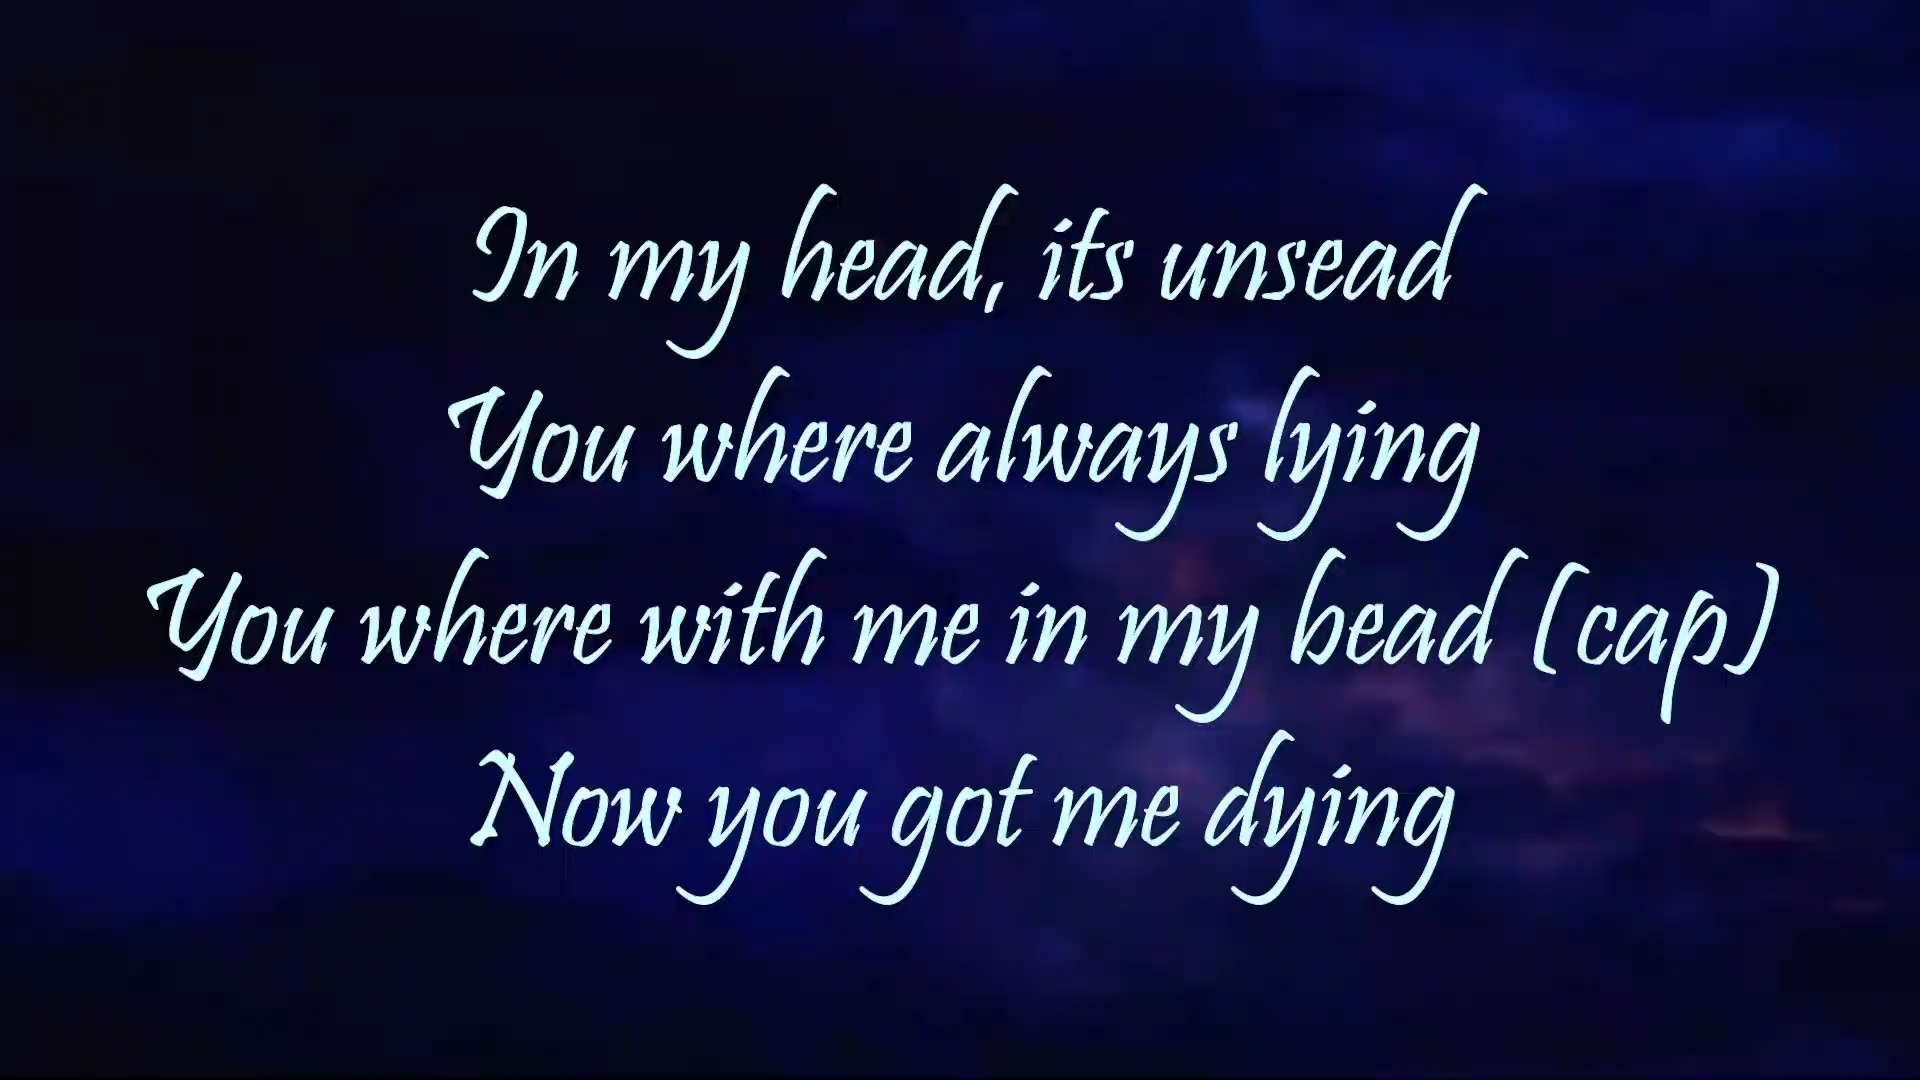 In my head, its unsead
You where always lying
You where with me in my bead (cap)
Now you got me dying